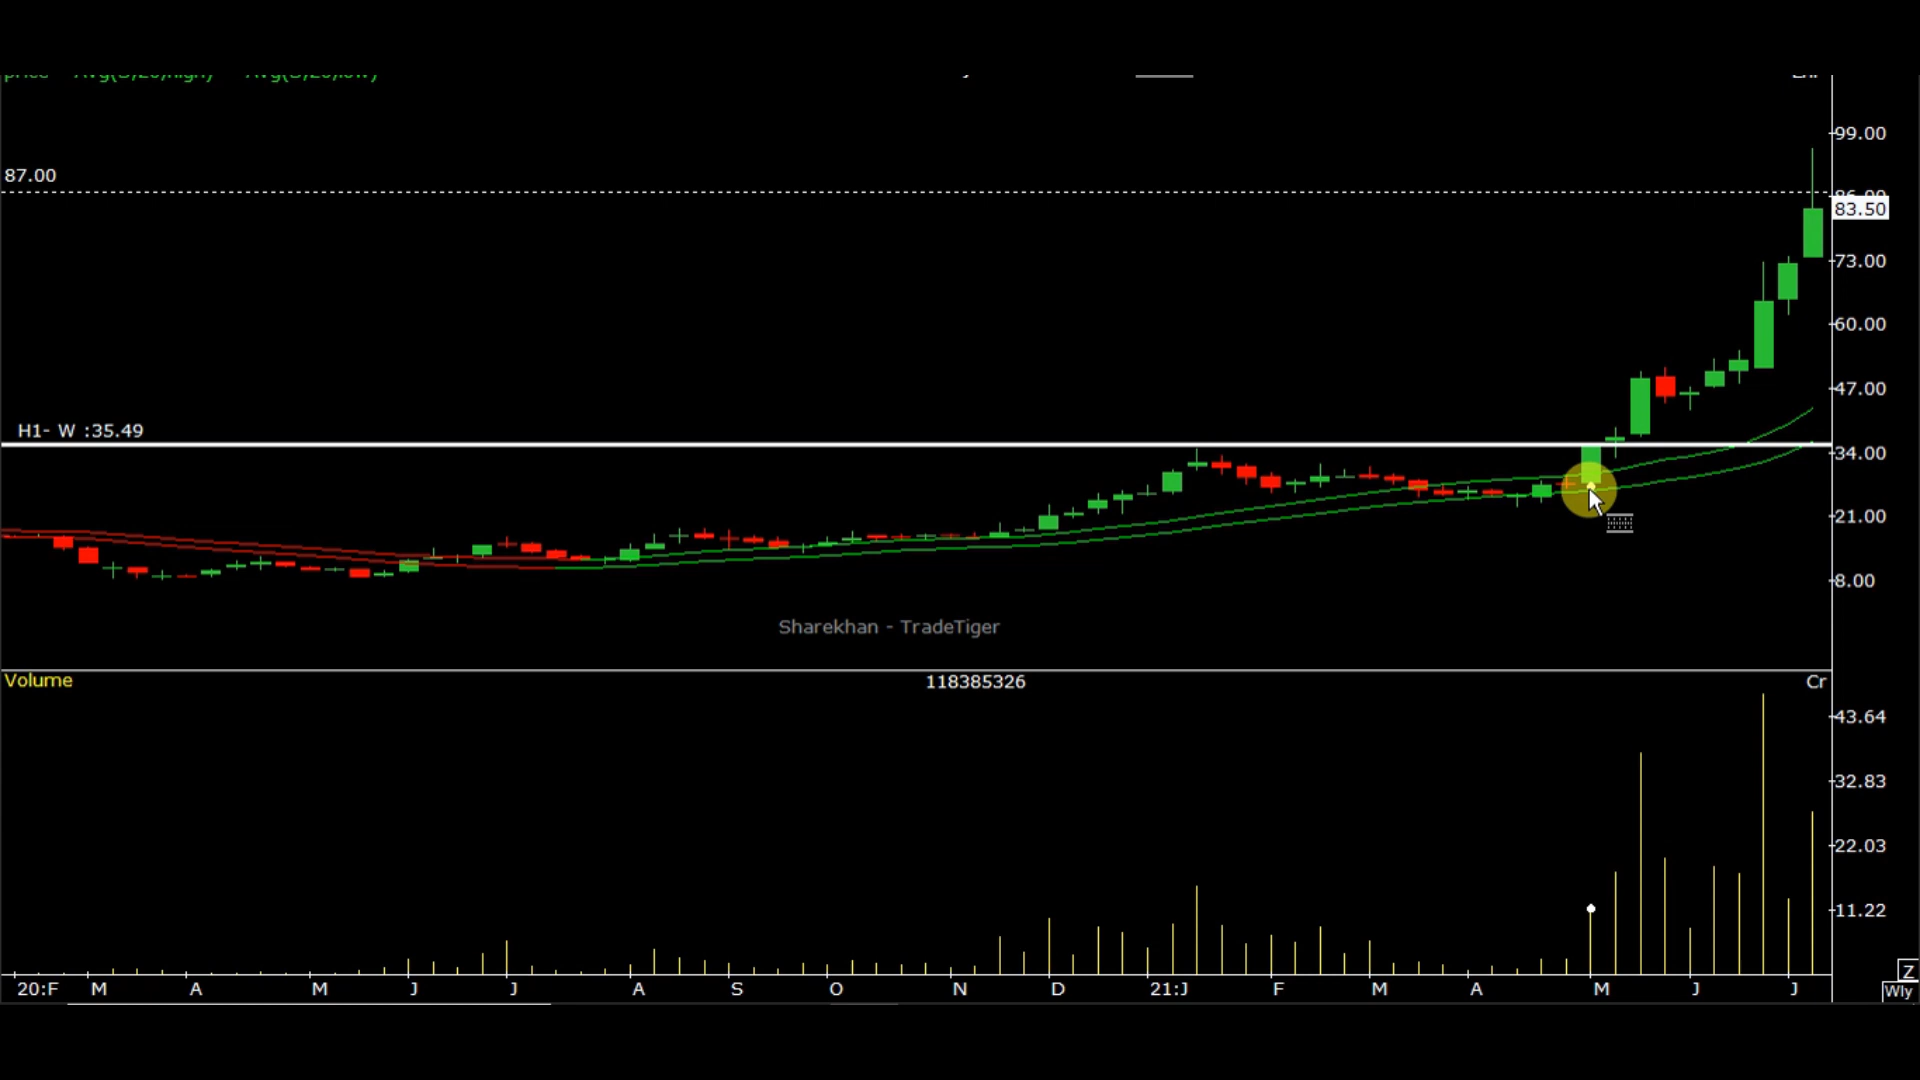 99.00
87.00
83.50
73.00
60.00
47.00
H1- W :35.49
34.00
21.00
8.00
Sharekhan - TradeTiger
Volume 118385326 Cr
43.64
32.83
22.03
11.22
Z
20:F M A M J J A S O N D 21:J F M A M J J Wly